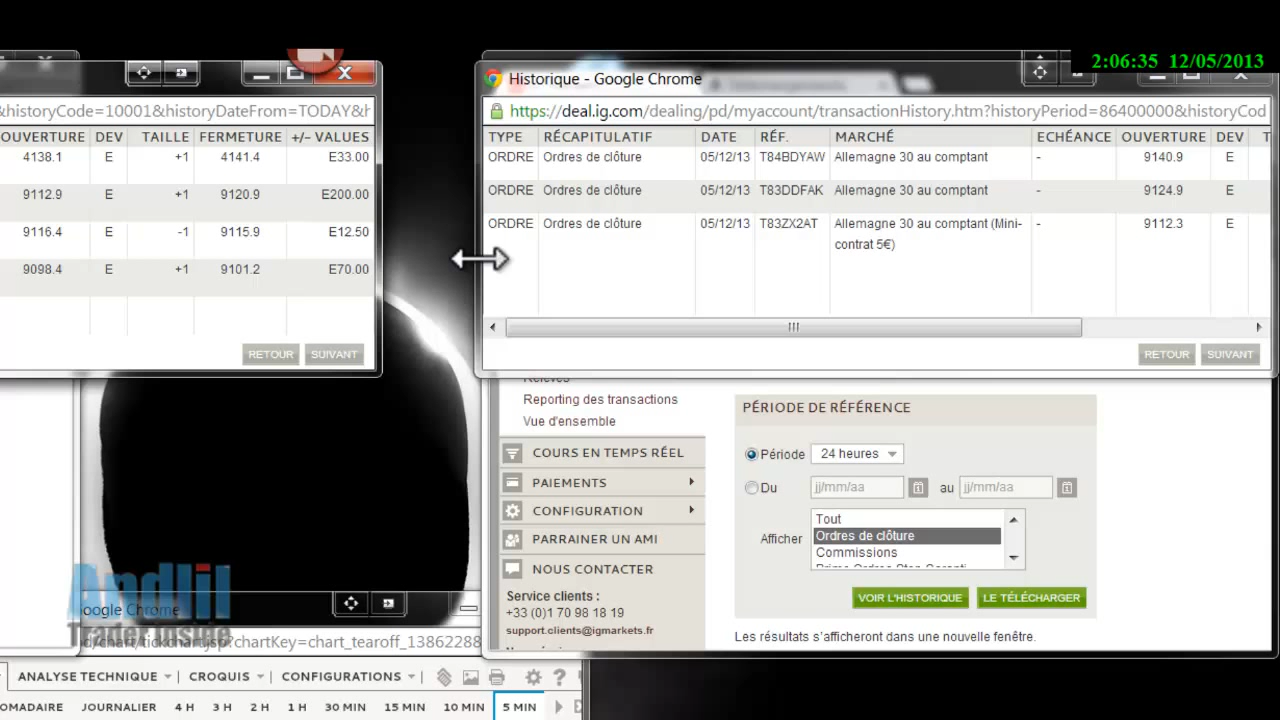 2:06:35 12/05/2013
Historique - Google Chrome
&historyCode=10001&historyDateFrom=TODAY&h
https://deal.ig.com/dealing/pd/myaccount/transactionHistory.htm?historyPeriod=86400000&historyCod
OUVERTURE DEV TAILLE FERMETURE +/– VALUES
4138.1 E +1 4141.4 E33.00
9112.9 E +1 9120.9 E200.00
9116.4 E -1 9115.9 E12.50
9098.4 E +1 9101.2 E70.00
RETOUR SUIVANT
TYPE RÉCAPITULATIF DATE RÉF. MARCHÉ ECHÉANCE OUVERTURE DEV T
ORDRE Ordres de clôture 05/12/13 T84BDYAW Allemagne 30 au comptant - 9140.9 E
ORDRE Ordres de clôture 05/12/13 T83DDFAK Allemagne 30 au comptant - 9124.9 E
ORDRE Ordres de clôture 05/12/13 T83ZX2AT Allemagne 30 au comptant (Mini-
contrat 5€) - 9112.3 E
RETOUR SUIVANT
Relevés
Reporting des transactions
Vue d'ensemble
COURS EN TEMPS RÉEL
PAIEMENTS
CONFIGURATION
PARRAINER UN AMI
NOUS CONTACTER
Service clients :
+33 (0)1 70 98 18 19
support.clients@igmarkets.fr
PÉRIODE DE RÉFÉRENCE
Période 24 heures
Du jj/mm/aa au jj/mm/aa
Afficher
Tout
Ordres de clôture
Commissions
VOIR L'HISTORIQUE LE TÉLÉCHARGER
Les résultats s'afficheront dans une nouvelle fenêtre.
Andlil
Trader inside
Google Chrome
d/chart/tickchart.jsp?chartKey=chart_tearoff_13862288
ANALYSE TECHNIQUE CROQUIS CONFIGURATIONS
OMADAIRE JOURNALIER 4 H 3 H 2 H 1 H 30 MIN 15 MIN 10 MIN 5 MIN